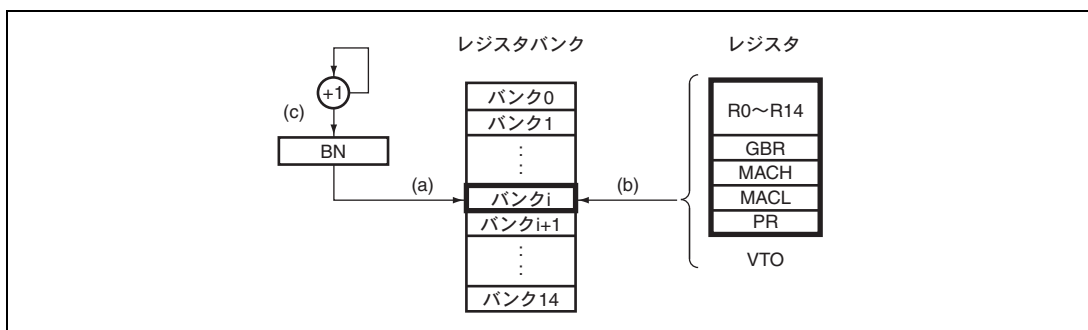 レジスタバンク
レジスタ
+1
(c)
BN
(a)
バンク0
バンク1
⋮
⋮
バンクi
バンクi+1
⋮
⋮
バンク14
(b)
R0～R14
GBR
MACH
MACL
PR
VTO